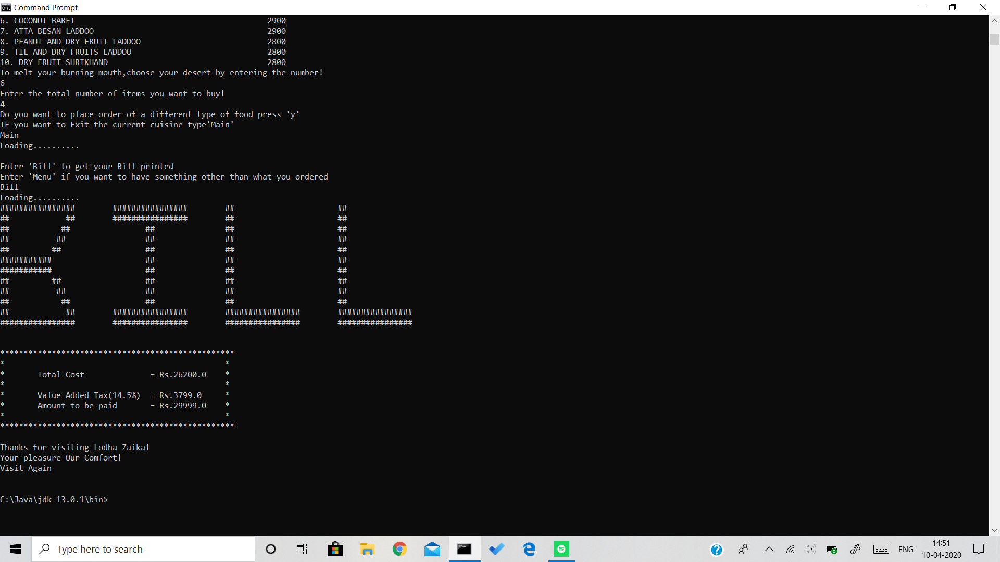 Command Prompt
6. COCONUT BARFI 2900
7. ATTA BESAN LADDOO 2900
8. PEANUT AND DRY FRUIT LADDOO 2800
9. TIL AND DRY FRUITS LADDOO 2800
10. DRY FRUIT SHRIKHAND 2800
To melt your burning mouth,choose your desert by entering the number!
6
Enter the total number of items you want to buy!
4
Do you want to place order of a different type of food press 'y'
IF you want to Exit the current cuisine type'Main'
Main
Loading..........
Enter 'Bill' to get your Bill printed
Enter 'Menu' if you want to have something other than what you ordered
Bill
Loading..........
BILL
**************************************************
* *
* Total Cost = Rs.26200.0 *
* *
* Value Added Tax(14.5%) = Rs.3799.0 *
* Amount to be paid = Rs.29999.0 *
* *
**************************************************
Thanks for visiting Lodha Zaika!
Your pleasure Our Comfort!
Visit Again
C:\Java\jdk-13.0.1\bin>
Type here to search
ENG
14:51
10-04-2020